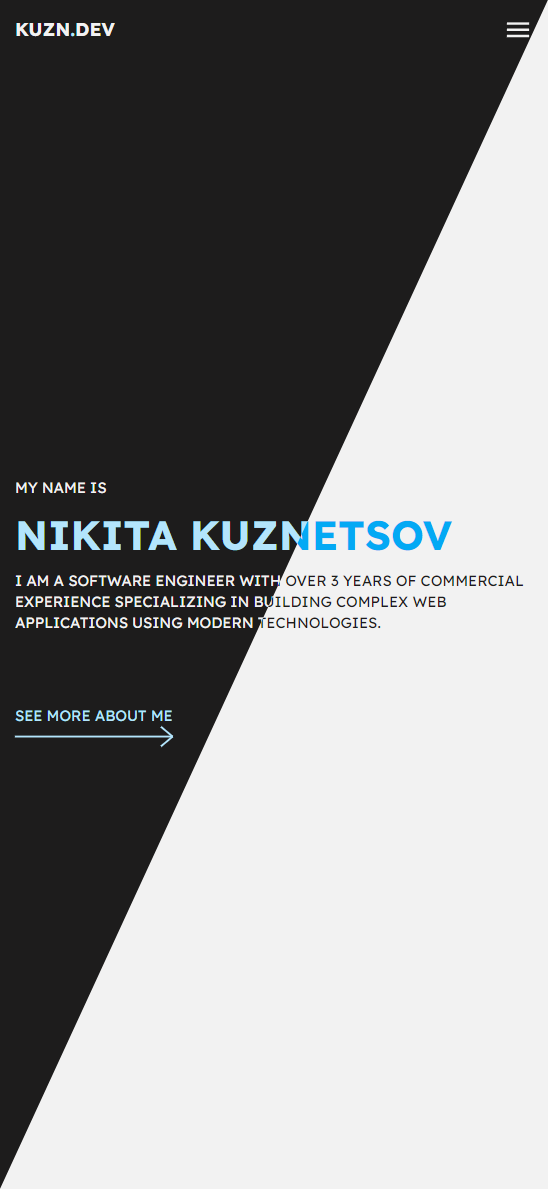 KUZN.DEV
MY NAME IS
NIKITA KUZNETSOV
I AM A SOFTWARE ENGINEER WITH OVER 3 YEARS OF COMMERCIAL
EXPERIENCE SPECIALIZING IN BUILDING COMPLEX WEB
APPLICATIONS USING MODERN TECHNOLOGIES.
SEE MORE ABOUT ME